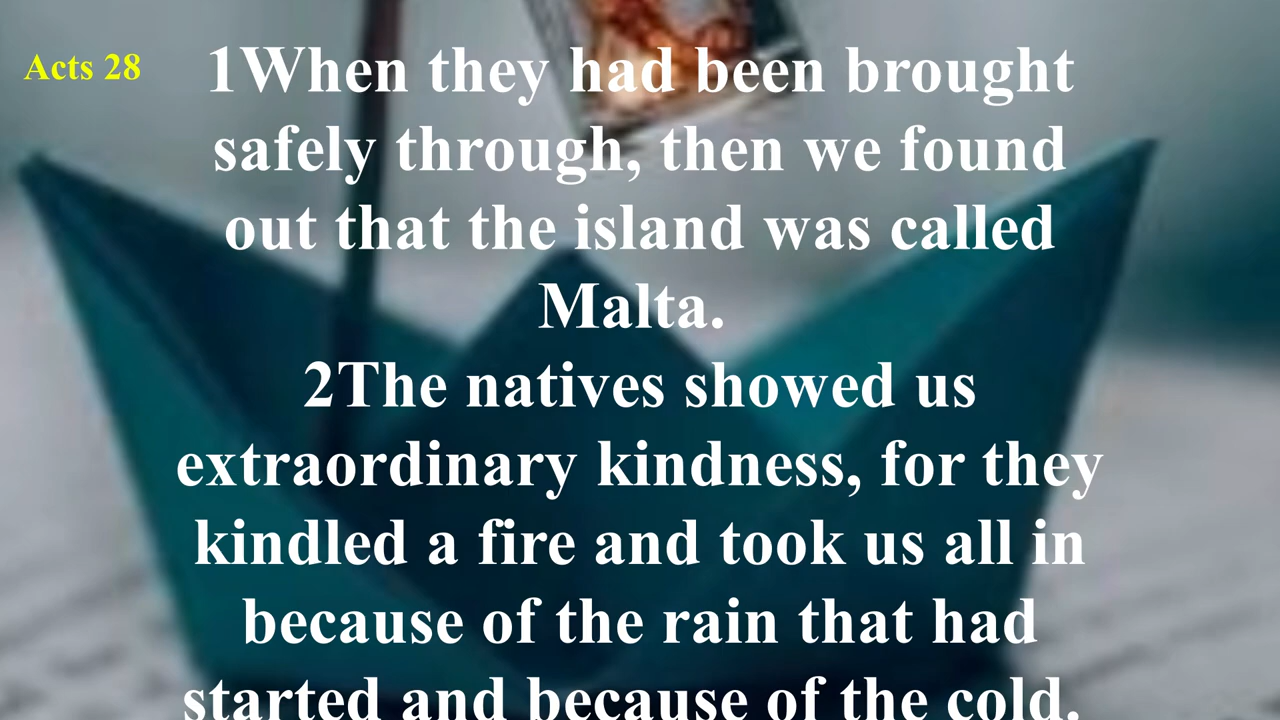 Acts 28
1When they had been brought
safely through, then we found
out that the island was called
Malta.
2The natives showed us
extraordinary kindness, for they
kindled a fire and took us all in
because of the rain that had
started and because of the cold.